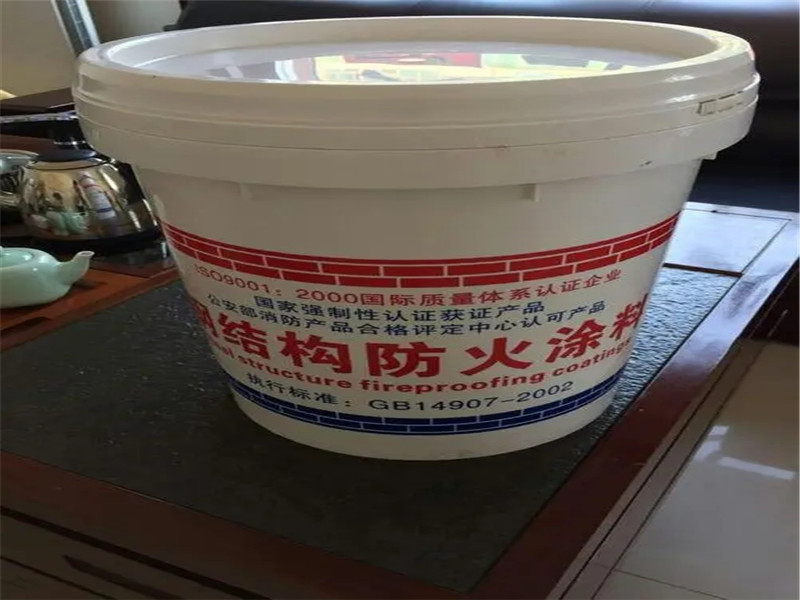 ISO9001：2000国际质量体系认证企业
国家强制性认证获证产品
公安部消防产品合格评定中心认可产品
钢结构防火涂料
structure fireproofing coatings
执行标准：GB14907-2002